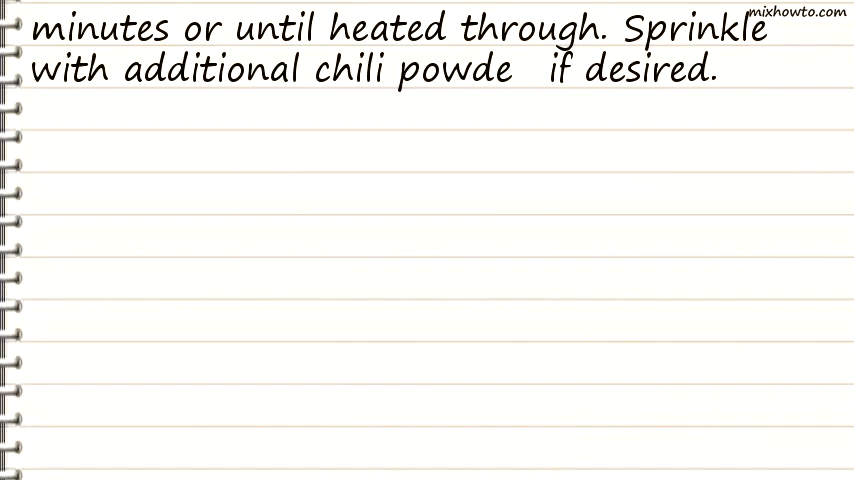 mixhowto.com
minutes or until heated through. Sprinkle
with additional chili powde if desired.